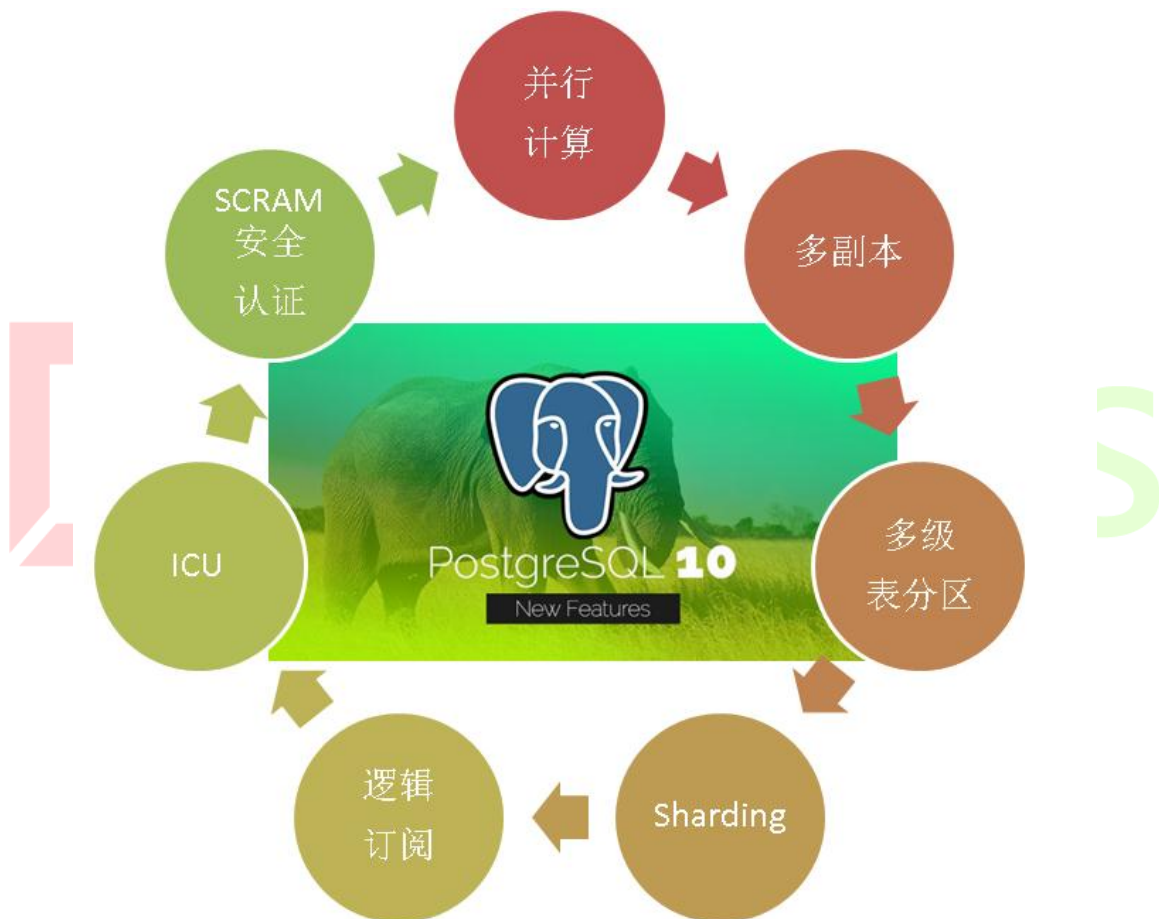 并行
计算
多副本
多级
表分区
Sharding
逻辑
订阅
ICU
SCRAM
安全
认证
PostgreSQL 10
New Features